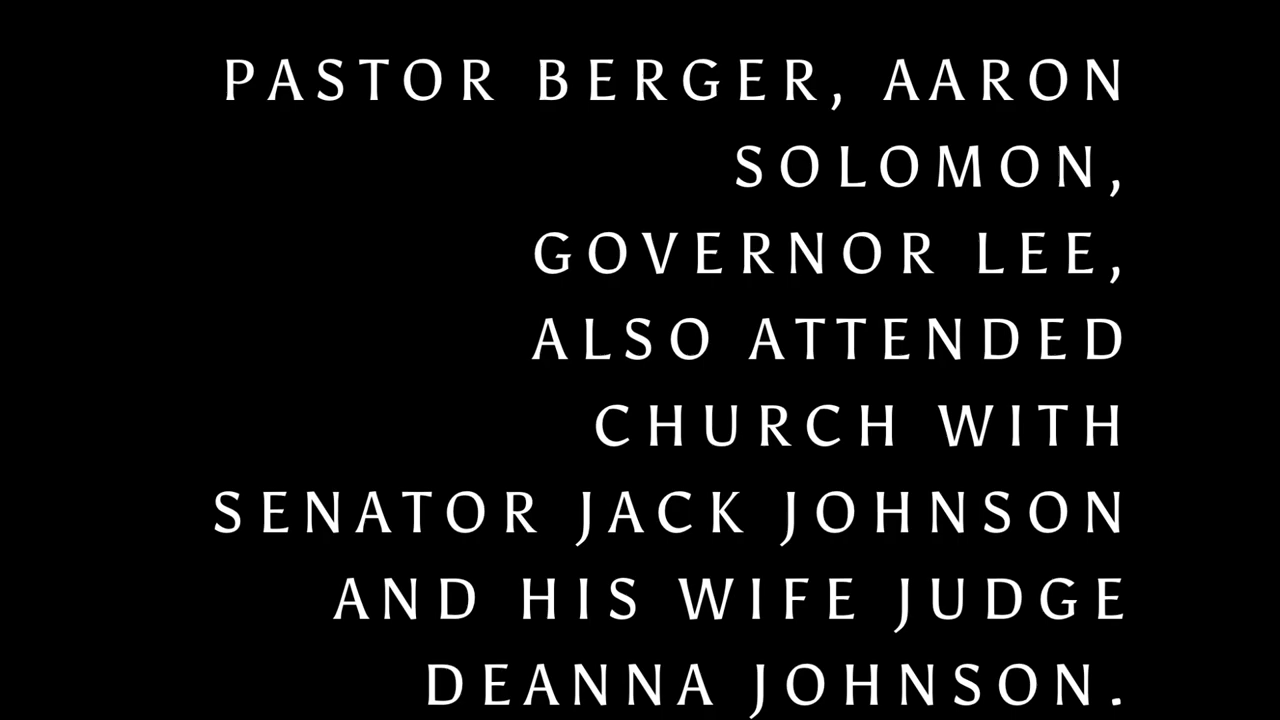 PASTOR BERGER, AARON
SOLOMON,
GOVERNOR LEE,
ALSO ATTENDED
CHURCH WITH
SENATOR JACK JOHNSON
AND HIS WIFE JUDGE
DEANNA JOHNSON.